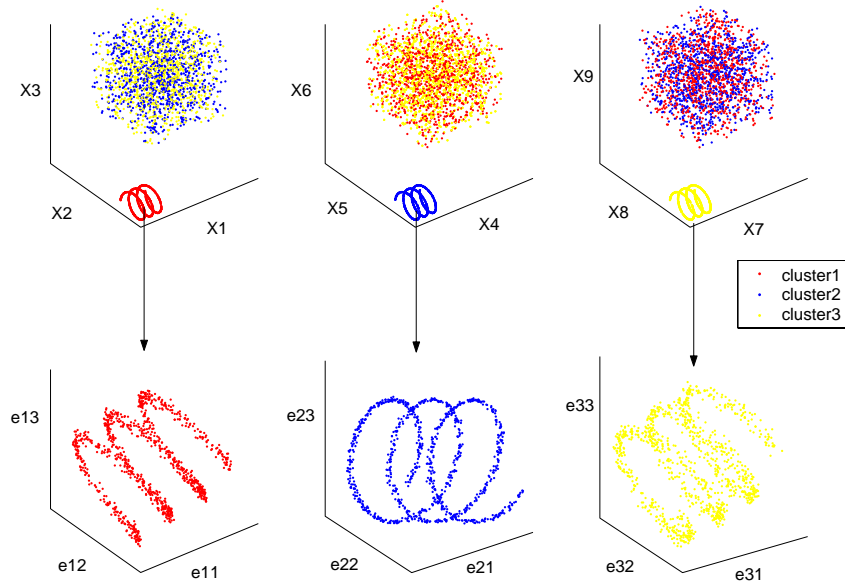 X3
X2
X1
X6
X5
X4
X9
X8
X7
cluster1
cluster2
cluster3
e13
e12
e11
e23
e22
e21
e33
e32
e31